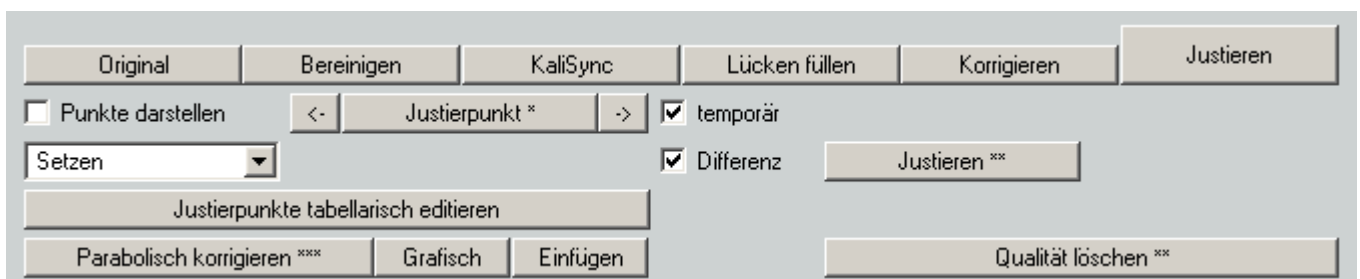 Original Bereinigen KaliSync Lücken füllen Korrigieren Justieren
Punkte darstellen <- Justierpunkt * -> temporär
Setzen Differenz Justieren **
Justierpunkte tabellarisch editieren
Parabolisch korrigieren *** Grafisch Einfügen Qualität löschen **